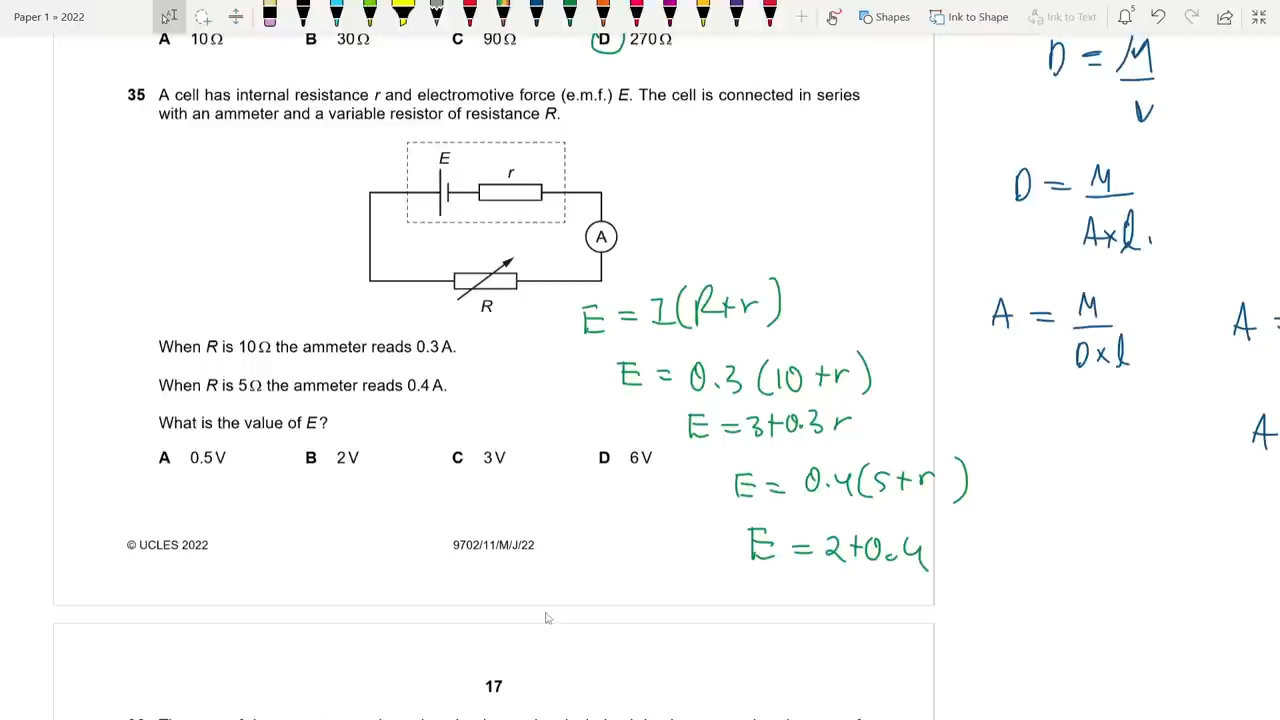 Paper 1 » 2022
Shapes
Ink to Shape
Ink to Text
A 10 Ω B 30 Ω C 90 Ω D 270 Ω
35 A cell has internal resistance r and electromotive force (e.m.f.) E. The cell is connected in series
with an ammeter and a variable resistor of resistance R.
E
r
A
R
When R is 10 Ω the ammeter reads 0.3 A.
When R is 5 Ω the ammeter reads 0.4 A.
What is the value of E?
A 0.5 V B 2 V C 3 V D 6 V
© UCLES 2022 9702/11/M/J/22
17
E = I(R+r)
E = 0.3 (10 +r)
E = 3+0.3 r
E = 0.4(5+r)
E = 2+0.4
D = M
V
D = M
A×l
A = M
D×l
A =
A